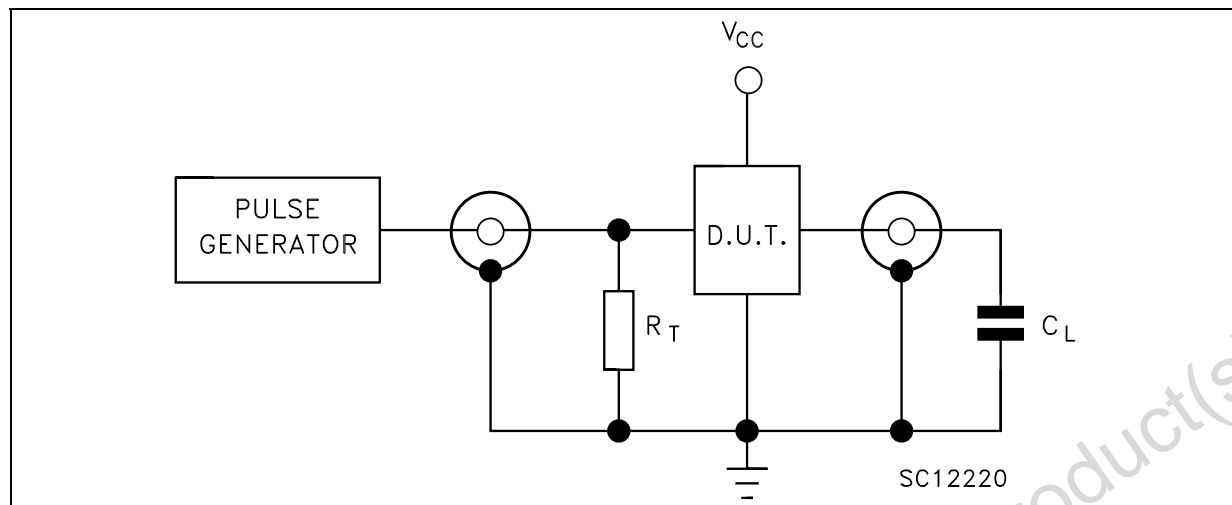 VCC
PULSE
GENERATOR
D.U.T.
RT
CL
SC12220